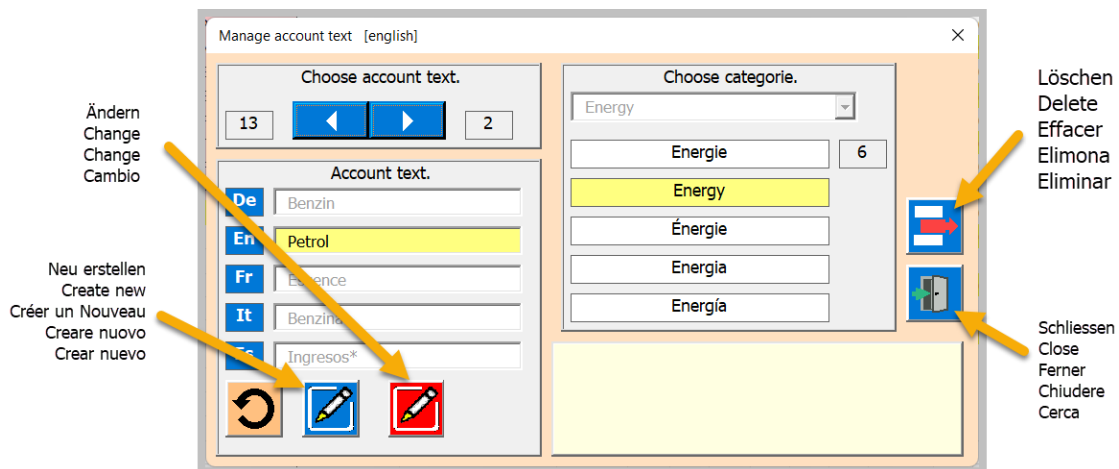 Manage account text [english]
Choose account text.
13
2
Account text.
De
Benzin
En
Petrol
Fr
It
Benzina
Ingresos*
Choose categorie.
Energy
Energie
6
Energy
Énergie
Energia
Energía
Ändern
Change
Change
Cambio
Neu erstellen
Create new
Créer un Nouveau
Creare nuovo
Crear nuevo
Löschen
Delete
Effacer
Elimona
Eliminar
Schliessen
Close
Ferner
Chiudere
Cerca